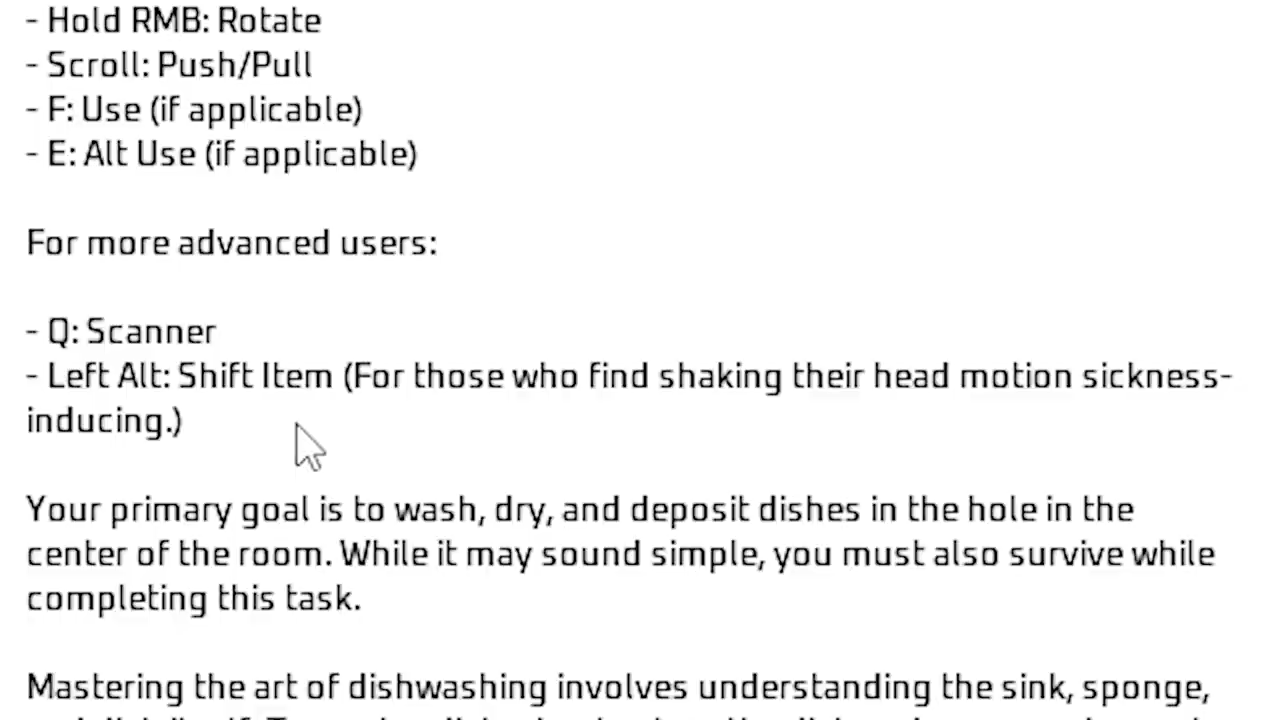 - Hold RMB: Rotate
- Scroll: Push/Pull
- F: Use (if applicable)
- E: Alt Use (if applicable)
For more advanced users:
- Q: Scanner
- Left Alt: Shift Item (For those who find shaking their head motion sickness-
inducing.)
Your primary goal is to wash, dry, and deposit dishes in the hole in the
center of the room. While it may sound simple, you must also survive while
completing this task.
Mastering the art of dishwashing involves understanding the sink, sponge,